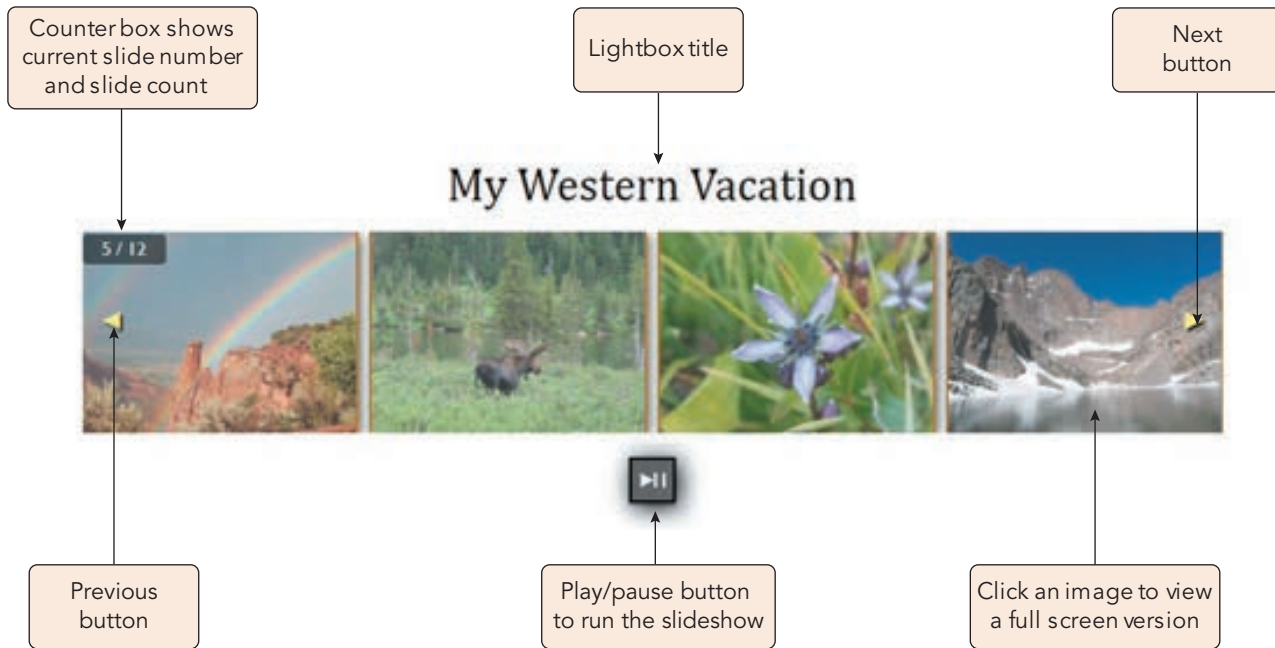 Counter box shows
current slide number
and slide count
Lightbox title
Next
button
My Western Vacation
5 / 12
Previous
button
Play/pause button
to run the slideshow
Click an image to view
a full screen version